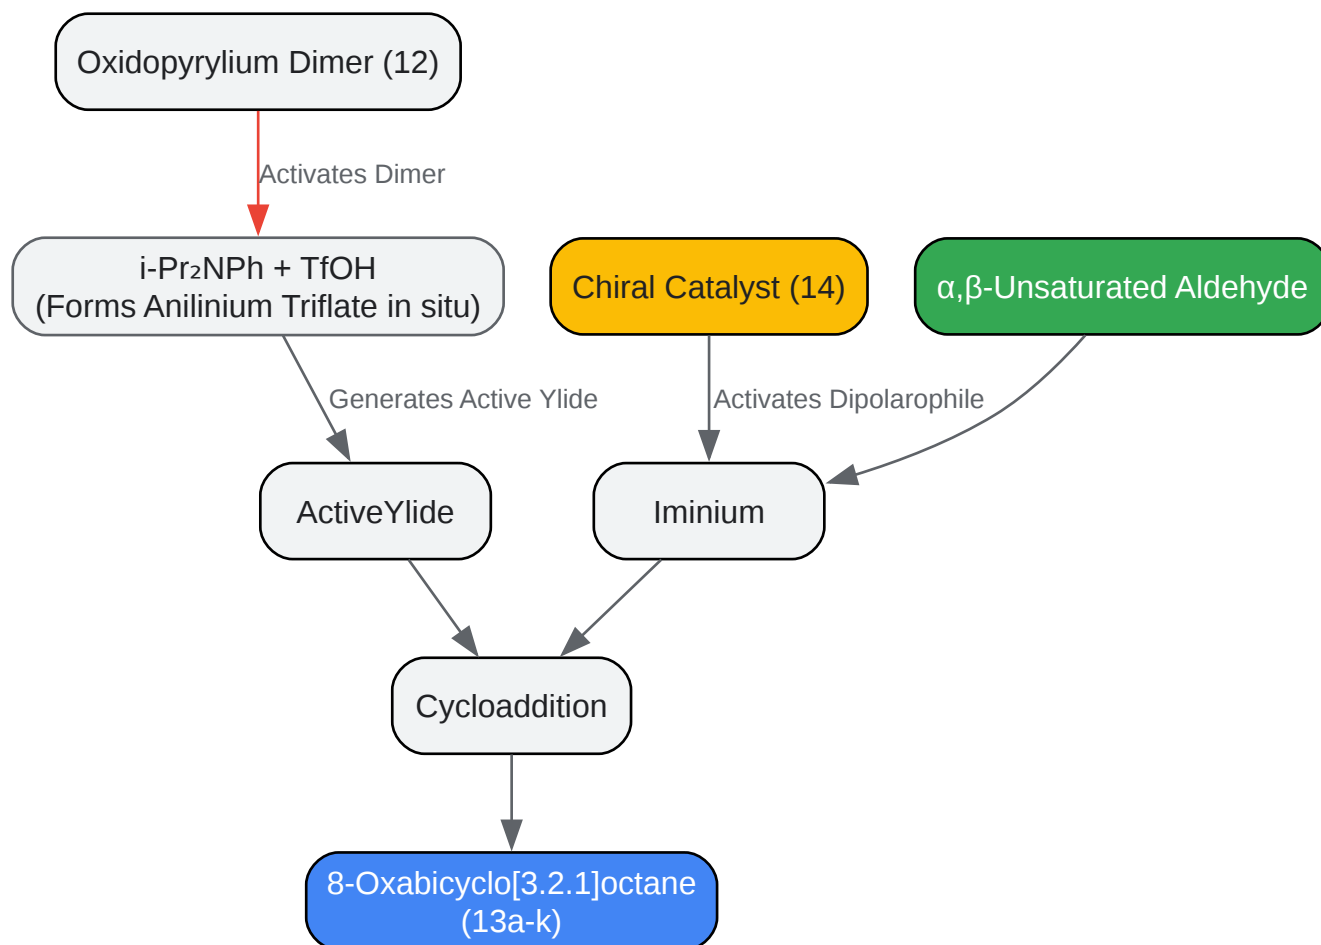 Oxidopyrylium Dimer (12)
Activates Dimer
i-Pr₂NPh + TfOH
(Forms Anilinium Triflate in situ)
Chiral Catalyst (14)
α,β-Unsaturated Aldehyde
Generates Active Ylide
Activates Dipolarophile
ActiveYlide
Iminium
Cycloaddition
8-Oxabicyclo[3.2.1]octane
(13a-k)